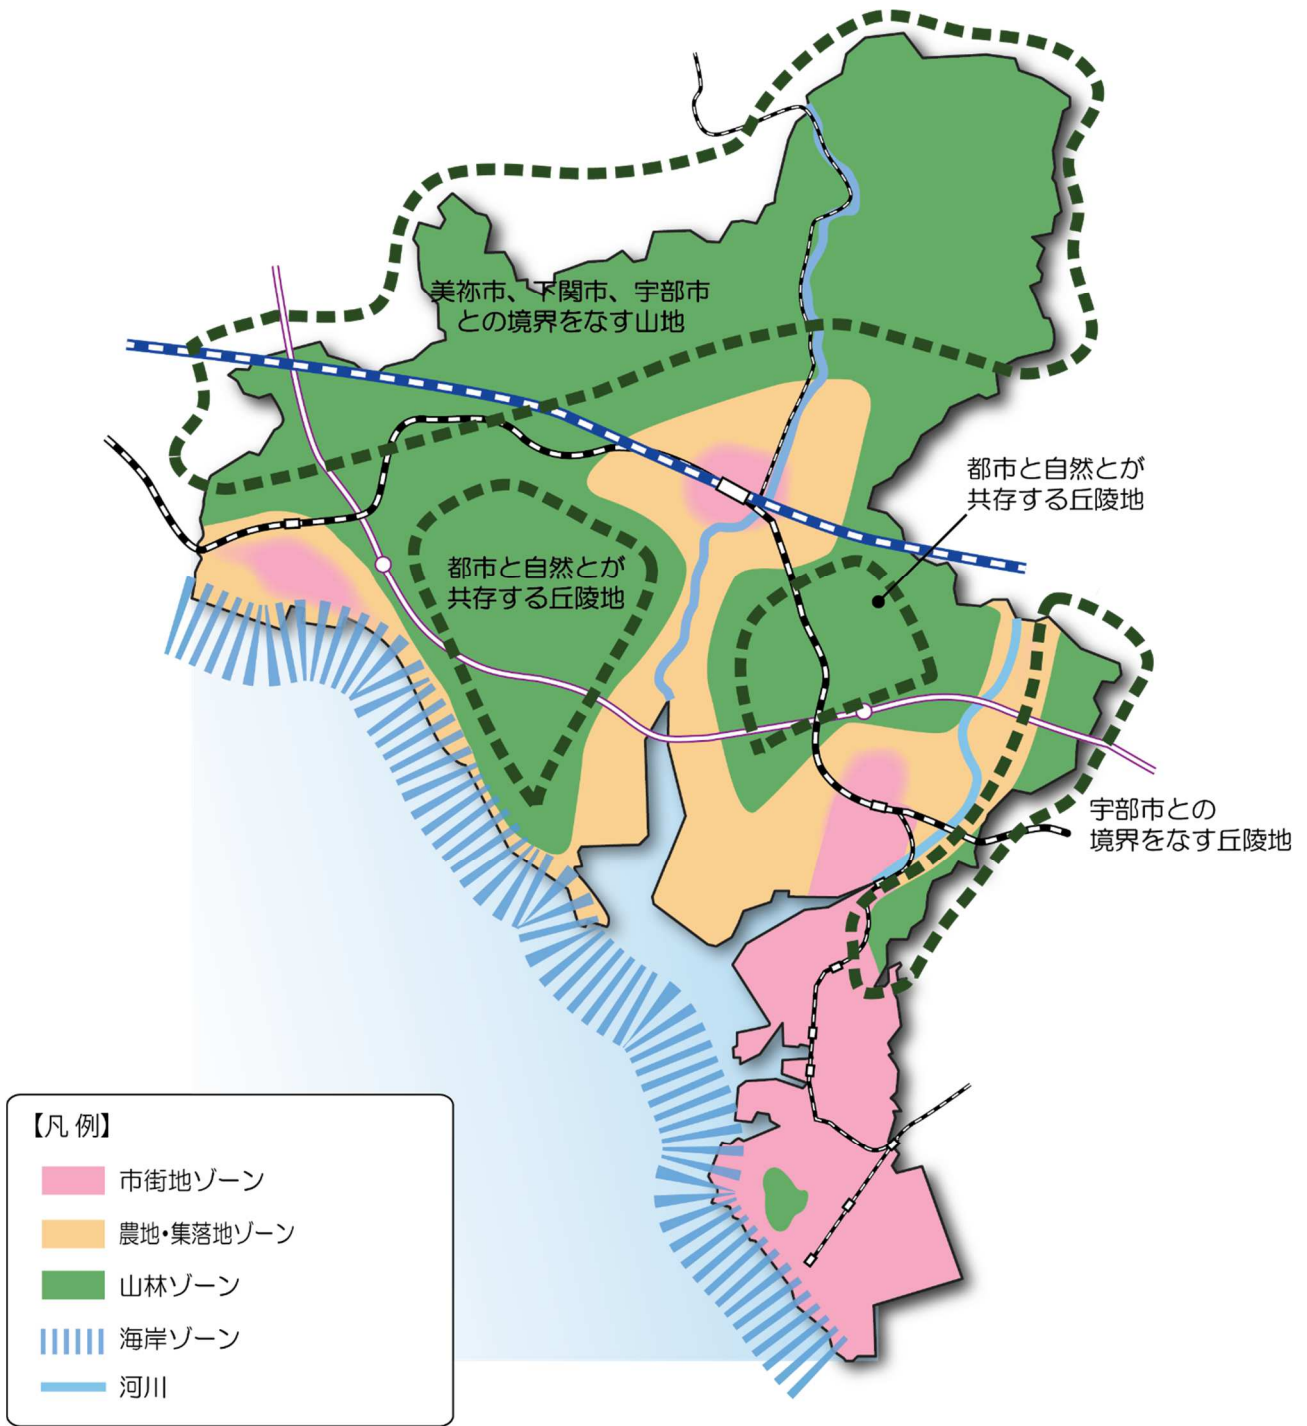 美祢市、下関市、宇部市
との境界をなす山地
都市と自然とが
共存する丘陵地
都市と自然とが
共存する丘陵地
宇部市との
境界をなす丘陵地
【凡 例】
市街地ゾーン
農地・集落地ゾーン
山林ゾーン
海岸ゾーン
河川